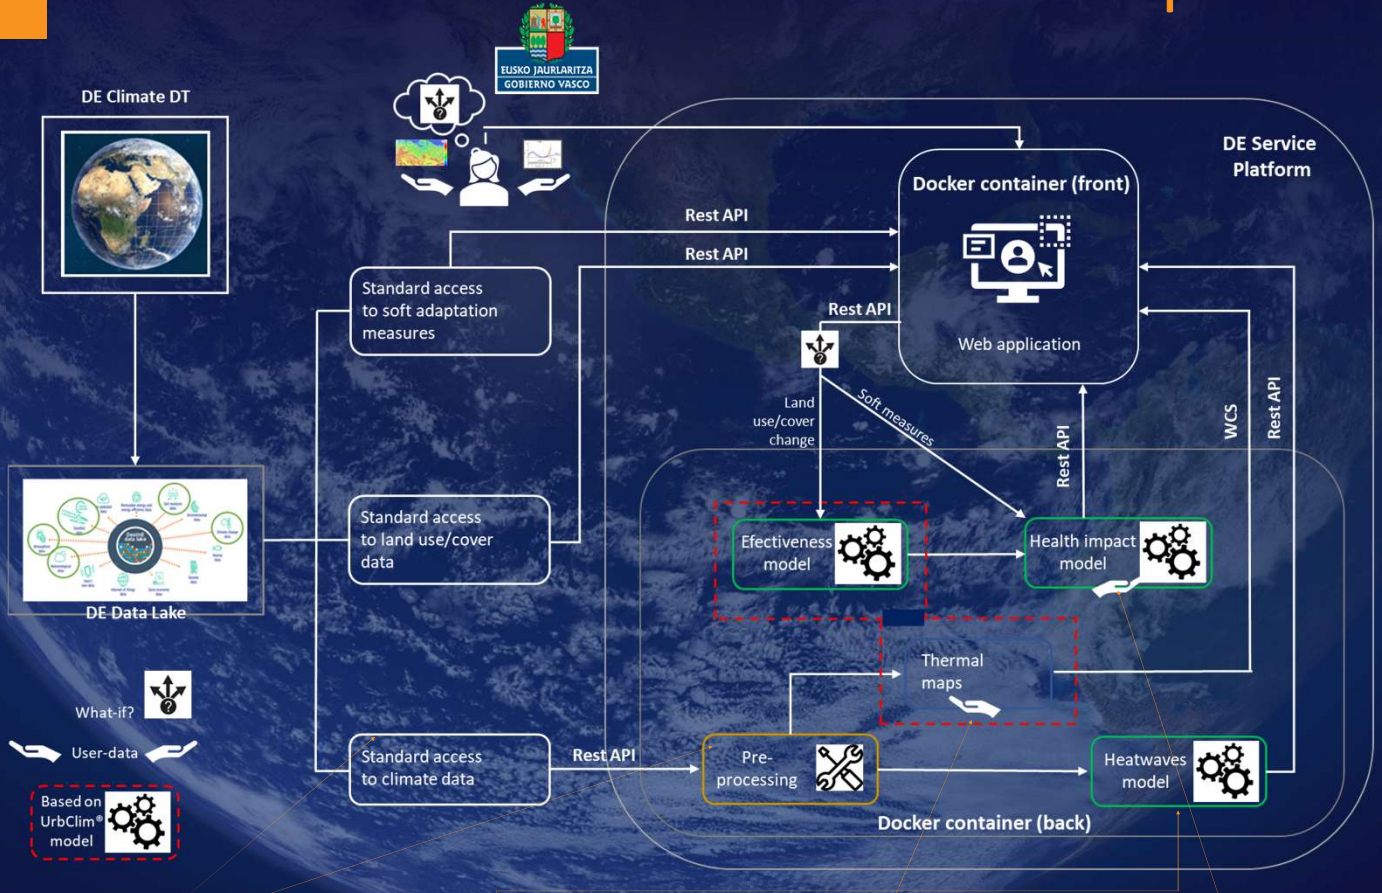 EUSKO JAURLARITZA
GOBIERNO VASCO
DE Climate DT
DE Service
Platform
Docker container (front)
Rest API
Rest API
Standard access
to soft adaptation
measures
Rest API
Web application
Land
use/cover
change
Soft measures
Rest API
WCS
Rest API
Standard access
to land use/cover
data
Efectiveness
model
Health impact
model
DE Data Lake
Thermal
maps
What-if?
User-data
Standard access
to climate data
Rest API
Pre-
processing
Heatwaves
model
Based on
UrbClim®
model
Docker container (back)